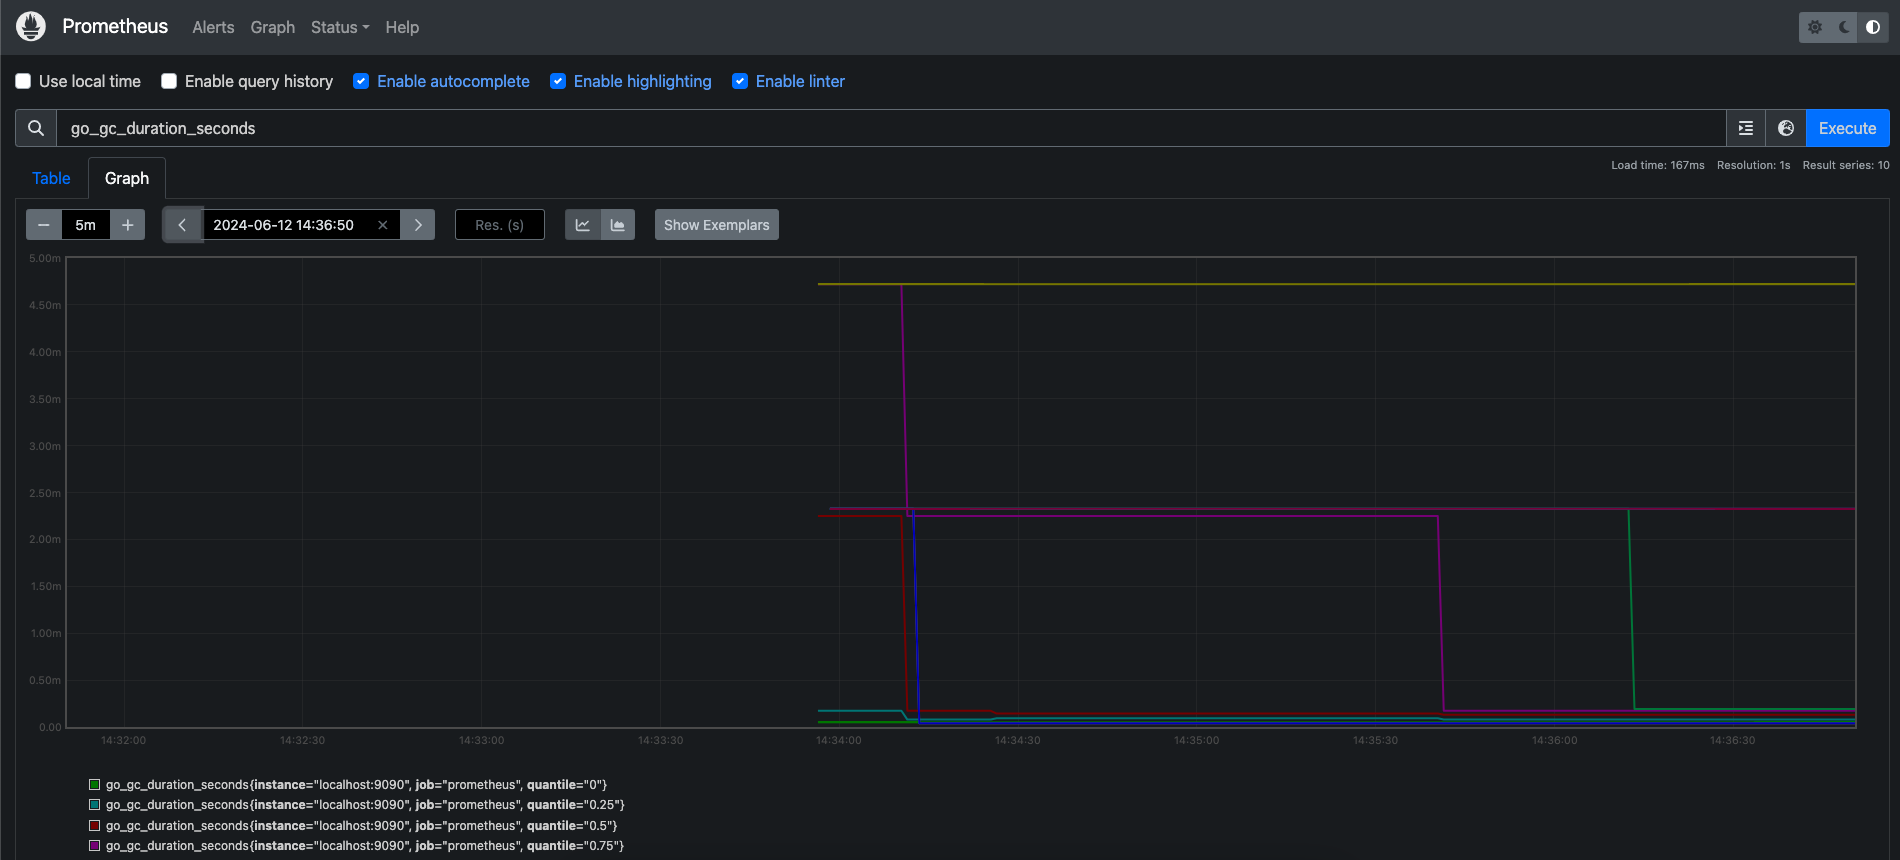 Prometheus Alerts Graph Status Help
Use local time Enable query history Enable autocomplete Enable highlighting Enable linter
go_gc_duration_seconds Execute
Load time: 167ms Resolution: 1s Result series: 10
Table Graph
5m 2024-06-12 14:36:50 Res. (s) Show Exemplars
5.00m
4.50m
4.00m
3.50m
3.00m
2.50m
2.00m
1.50m
1.00m
0.50m
0.00
14:32:00 14:32:30 14:33:00 14:33:30 14:34:00 14:34:30 14:35:00 14:35:30 14:36:00 14:36:30
go_gc_duration_seconds{instance="localhost:9090", job="prometheus", quantile="0"}
go_gc_duration_seconds{instance="localhost:9090", job="prometheus", quantile="0.25"}
go_gc_duration_seconds{instance="localhost:9090", job="prometheus", quantile="0.5"}
go_gc_duration_seconds{instance="localhost:9090", job="prometheus", quantile="0.75"}